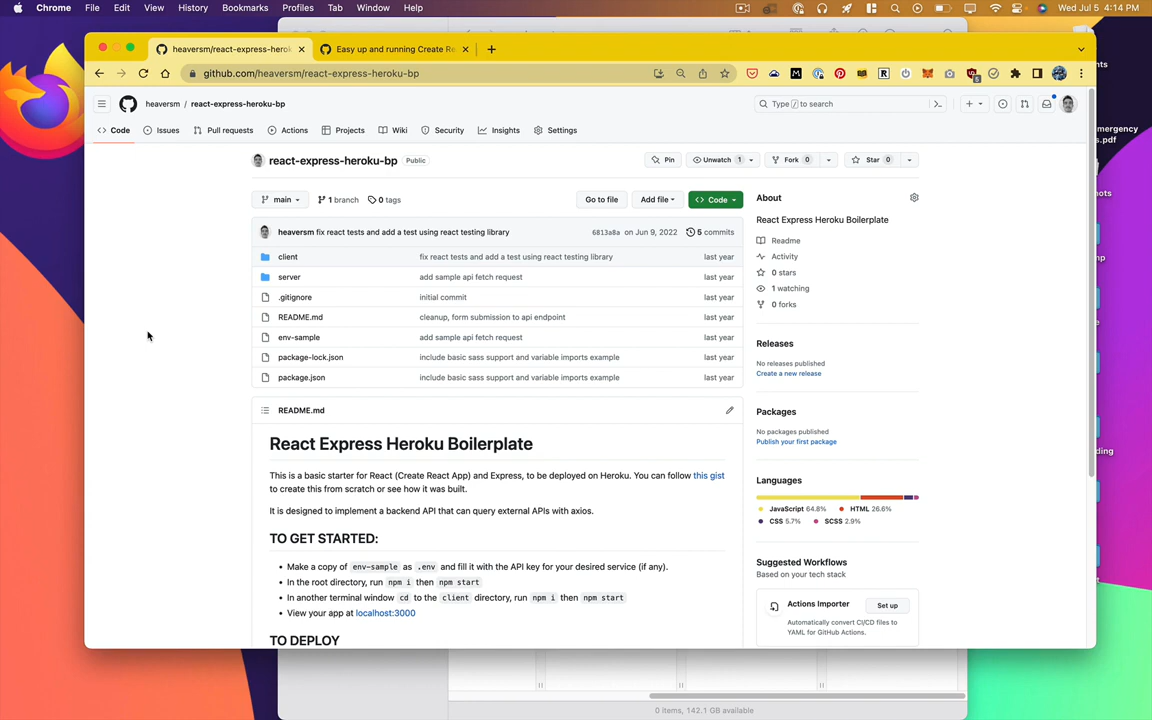 Chrome File Edit View History Bookmarks Profiles Tab Window Help Wed Jul 5 4:14 PM
heaversm/react-express-herok Easy up and running Create Re
github.com/heaversm/react-express-heroku-bp
heaversm / react-express-heroku-bp Type / to search
Code Issues Pull requests Actions Projects Wiki Security Insights Settings
react-express-heroku-bp Public Pin Unwatch 1 Fork 0 Star 0
main 1 branch 0 tags Go to file Add file Code
heaversm fix react tests and add a test using react testing library 6813a8a on Jun 9, 2022 5 commits
client fix react tests and add a test using react testing library last year
server add sample api fetch request last year
.gitignore initial commit last year
README.md cleanup, form submission to api endpoint last year
env-sample add sample api fetch request last year
package-lock.json include basic sass support and variable imports example last year
package.json include basic sass support and variable imports example last year
README.md
React Express Heroku Boilerplate
This is a basic starter for React (Create React App) and Express, to be deployed on Heroku. You can follow this gist
to create this from scratch or see how it was built.
It is designed to implement a backend API that can query external APIs with axios.
TO GET STARTED:
• Make a copy of env-sample as .env and fill it with the API key for your desired service (if any).
• In the root directory, run npm i then npm start
• In another terminal window cd to the client directory, run npm i then npm start
• View your app at localhost:3000
TO DEPLOY
About
React Express Heroku Boilerplate
Readme
Activity
0 stars
1 watching
0 forks
Releases
No releases published
Create a new release
Packages
No packages published
Publish your first package
Languages
JavaScript 64.8% HTML 26.6%
CSS 5.7% SCSS 2.9%
Suggested Workflows
Based on your tech stack
Actions Importer Set up
Automatically convert CI/CD files to
YAML for GitHub Actions.
nts
mergency
s.pdf
hots
mp
ding
0 items, 142.1 GB available